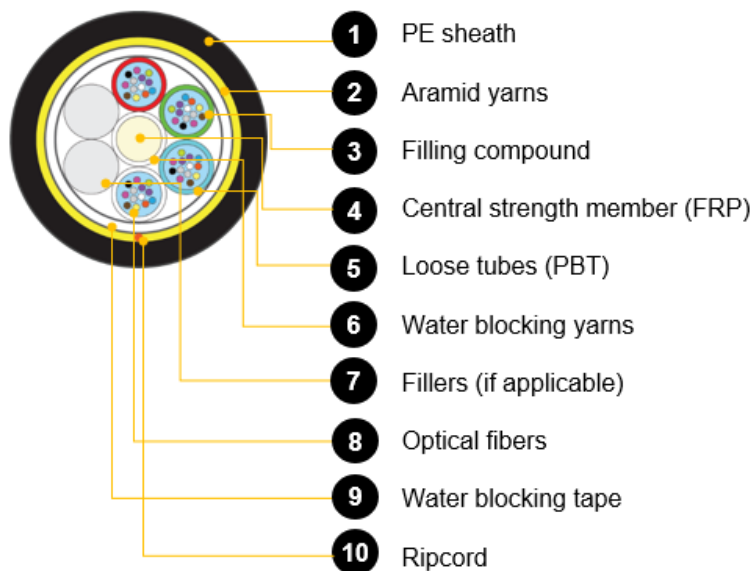 1 PE sheath
2 Aramid yarns
3 Filling compound
4 Central strength member (FRP)
5 Loose tubes (PBT)
6 Water blocking yarns
7 Fillers (if applicable)
8 Optical fibers
9 Water blocking tape
10 Ripcord